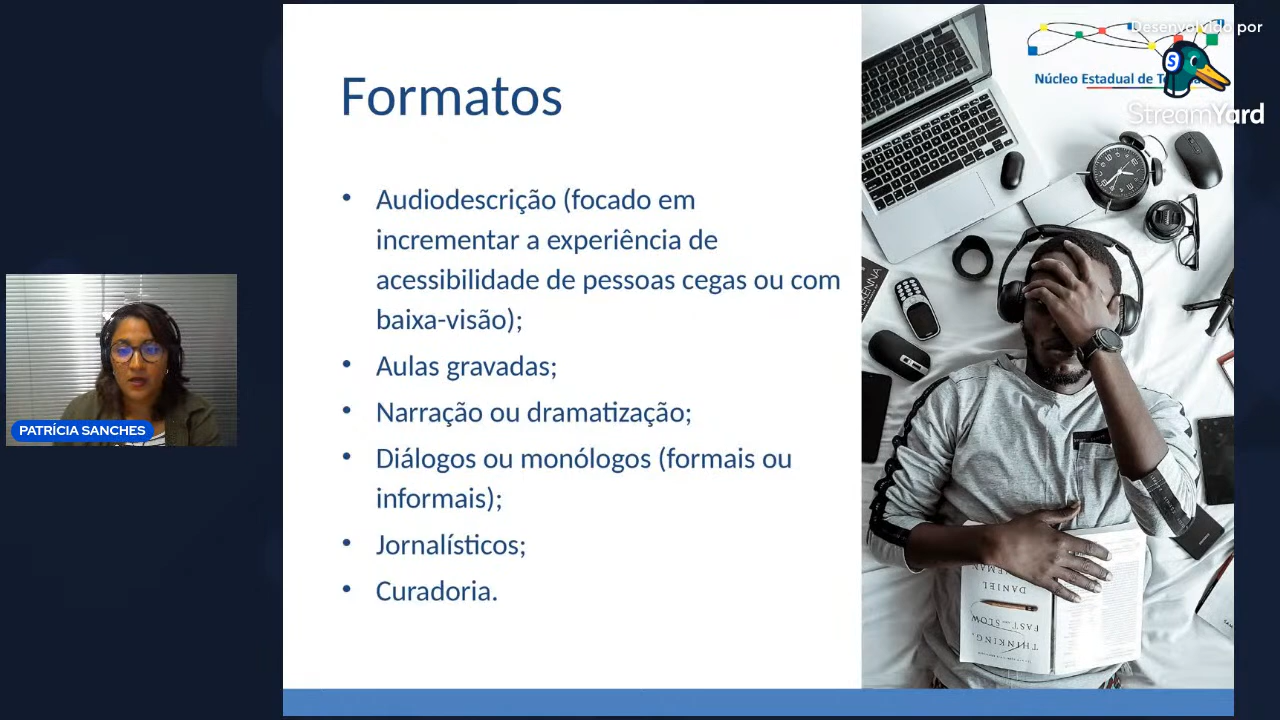 Desenvolvido por
Núcleo Estadual de
StreamYard
Formatos
• Audiodescrição (focado em
incrementar a experiência de
acessibilidade de pessoas cegas ou com
baixa-visão);
• Aulas gravadas;
• Narração ou dramatização;
• Diálogos ou monólogos (formais ou
informais);
• Jornalísticos;
• Curadoria.
PATRÍCIA SANCHES
DANIEL
THINKING,
FAST AND SLOW